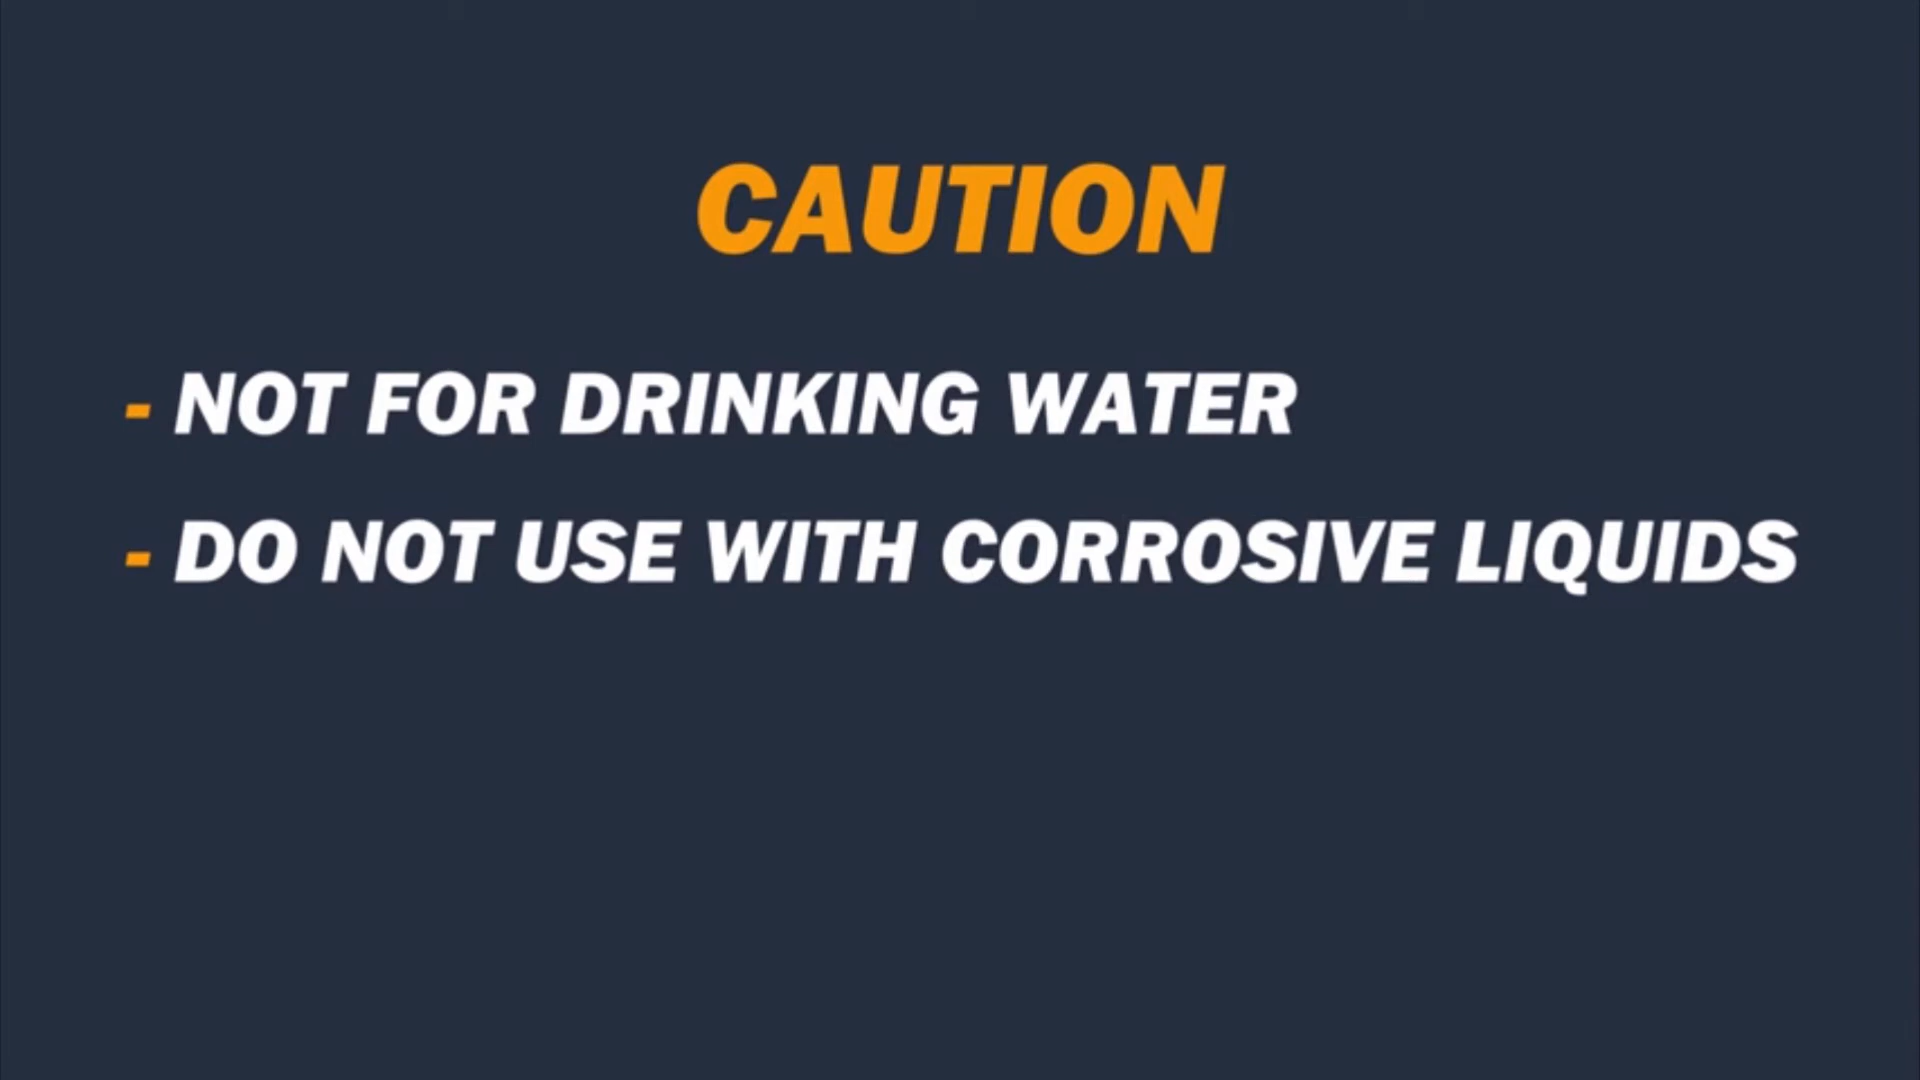 CAUTION
- NOT FOR DRINKING WATER
- DO NOT USE WITH CORROSIVE LIQUIDS